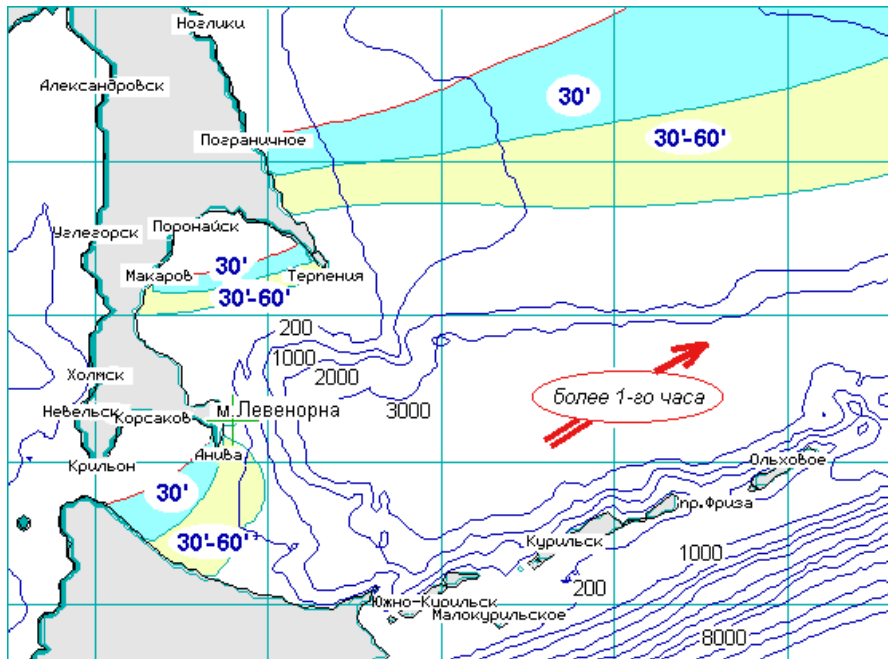 Ноглики
Александровск
30'
Пограничное
30'-60'
Поронайск
Углегорск
30'
Макаров
Терпения
30'-60'
200
1000
2000
Холмск
более 1-го часа
3000
Невельск
Корсаков
м.Левенорна
Анива
Крильон
Ольховое
30'
пр.Фриза
30'-60'
Курильск
1000
200
Южно-Курильск
Малокурильское
8000